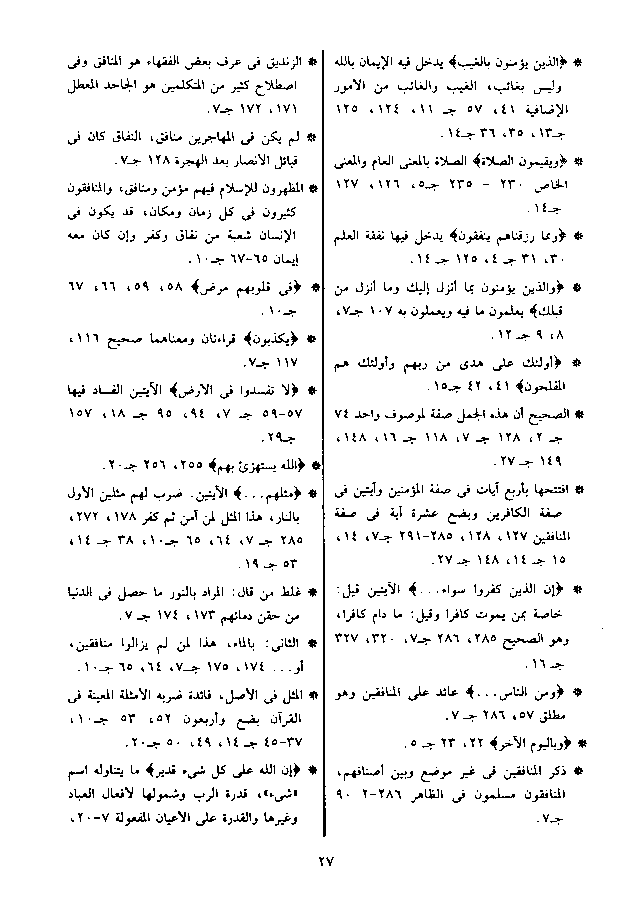 * ﴿الذين يؤمنون بالغيب﴾ يدخل فيه الإيمان بالله
وليس بغائب، الغيب والغائب من الأمور
الإضافية ٤١، ٥٧ جـ ١١، ١٢٤، ١٢٥
جـ١٣، ٣٥، ٣٦ جـ١٤.
* ﴿ويقيمون الصلاة﴾ الصلاة بالمعنى العام والمعنى
الخاص ٢٣٠ - ٢٣٥ جـ٥، ١٢٦، ١٢٧
جـ١٤.
* ﴿ومما رزقناهم ينفقون﴾ يدخل فيها نفقة العلم
٣٠، ٣١ جـ ٤، ١٢٥ جـ ١٤.
* ﴿والذين يؤمنون بما أنزل إليك وما أنزل من
قبلك﴾ يعلمون ما فيه ويعملون به ١٠٧ جـ٧،
٨، ٩ جـ ١٢.
* ﴿أولئك على هدى من ربهم وأولئك هم
المفلحون﴾ ٤١، ٤٢ جـ١٥.
* الصحيح أن هذه الجمل صفة لموصوف واحد ٧٤
جـ ٢، ١٢٨ جـ ٧، ١١٨ جـ ١٦، ١٤٨،
١٤٩ جـ ٢٧.
* افتتحها بأربع آيات في صفة المؤمنين وآيتين في
صفة الكافرين وبضع عشرة آية في صفة
المنافقين ١٢٧، ١٢٨، ٢٨٥-٢٩١ جـ٧، ١٤،
١٥ جـ ١٤، ١٤٨ جـ ٢٧.
* ﴿إن الذين كفروا سواء...﴾ الآيتين قيل:
خاصة بمن يموت كافرا وقيل: ما دام كافرا،
وهو الصحيح ٢٨٥، ٢٨٦ جـ٧، ٣٢٠، ٣٢٧
جـ ١٦.
* ﴿ومن الناس...﴾ عائد على المنافقين وهو
مطلق ٥٧، ٢٨٦ جـ ٧.
* ﴿وباليوم الآخر﴾ ٢٢، ٢٣ جـ ٥.
* ذكر المنافقين في غير موضع وبين أصنافهم،
المنافقون مسلمون في الظاهر ٢٨٦-٢٩٠
جـ٧.
* الزنديق في عرف بعض الفقهاء هو المنافق وفي
اصطلاح كثير من المتكلمين هو الجاحد المعطل
١٧١، ١٧٢ جـ٧.
* لم يكن في المهاجرين منافق، النفاق كان في
قبائل الأنصار بعد الهجرة ١٢٨ جـ٧.
* المظهرون للإسلام فيهم مؤمن ومنافق، والمنافقون
كثيرون في كل زمان ومكان، قد يكون في
الإنسان شعبة من نفاق وكفر وإن كان معه
إيمان ٦٥-٦٧ جـ١٠.
* ﴿في قلوبهم مرض﴾ ٥٨، ٥٩، ٦٦، ٦٧
جـ١٠.
* ﴿يكذبون﴾ قراءتان ومعناهما صحيح ١١٦،
١١٧ جـ٧.
* ﴿لا تفسدوا في الأرض﴾ الآيتين الفساد فيها
٥٧-٥٩ جـ ٧، ٩٤، ٩٥ جـ ١٨، ١٥٧
جـ٢٩.
* ﴿الله يستهزئ بهم﴾ ٢٥٥، ٢٥٦ جـ٢٠.
* ﴿مثلهم...﴾ الآيتين. ضرب لهم مثلين الأول
بالنار، هذا المثل لمن آمن ثم كفر ١٧٨، ٢٧٢،
٢٨٥ جـ ٧، ٦٤، ٦٥ جـ١٠، ٣٨ جـ ١٤،
٥٣ جـ ١٩.
* غلط من قال: المراد بالنور ما حصل في الدنيا
من حقن دمائهم ١٧٣، ١٧٤ جـ ٧.
* الثاني: بالماء، هذا لمن لم يزالوا منافقين،
أو... ١٧٤، ١٧٥ جـ٧، ٦٤، ٦٥ جـ١٠.
* المثل في الأصل، فائدة ضربه الأمثلة المعينة في
القرآن بضع وأربعون ٥٢، ٥٣ جـ١٠،
٣٧-٤٥ جـ ١٤، ٤٩، ٥٠ جـ٢٠.
* ﴿إن الله على كل شيء قدير﴾ ما يتناوله اسم
«شيء»، قدرة الرب وشمولها لأفعال العباد
وغيرها والقدرة على الأعيان المفعولة ٧-٢٠،
٢٧